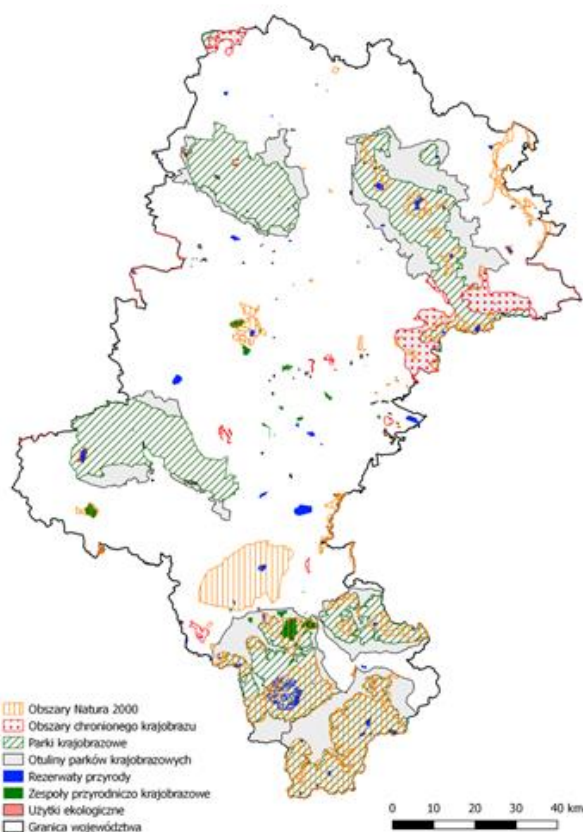 Obszary Natura 2000
Obszary chronionego krajobrazu
Parki krajobrazowe
Otuliny parków krajobrazowych
Rezerwaty przyrody
Zespoły przyrodniczo krajobrazowe
Użytki ekologiczne
Granica województwa
0 10 20 30 40 km